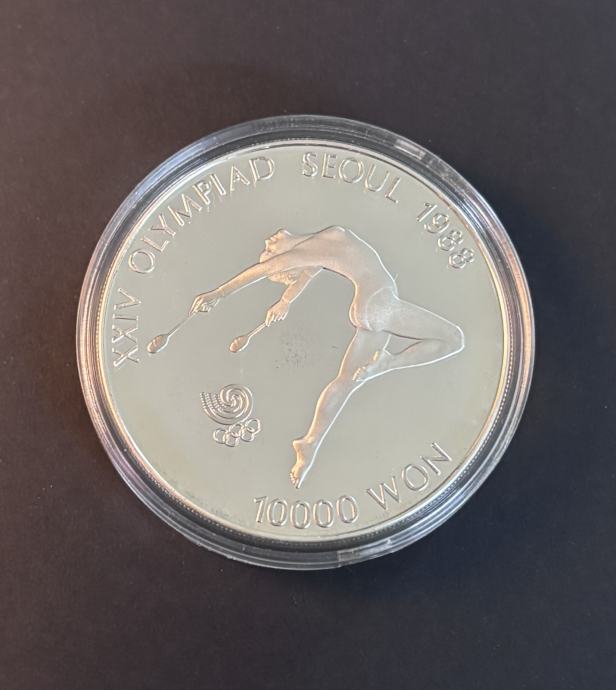 XXIV OLYMPIAD SEOUL 1988
10000 WON